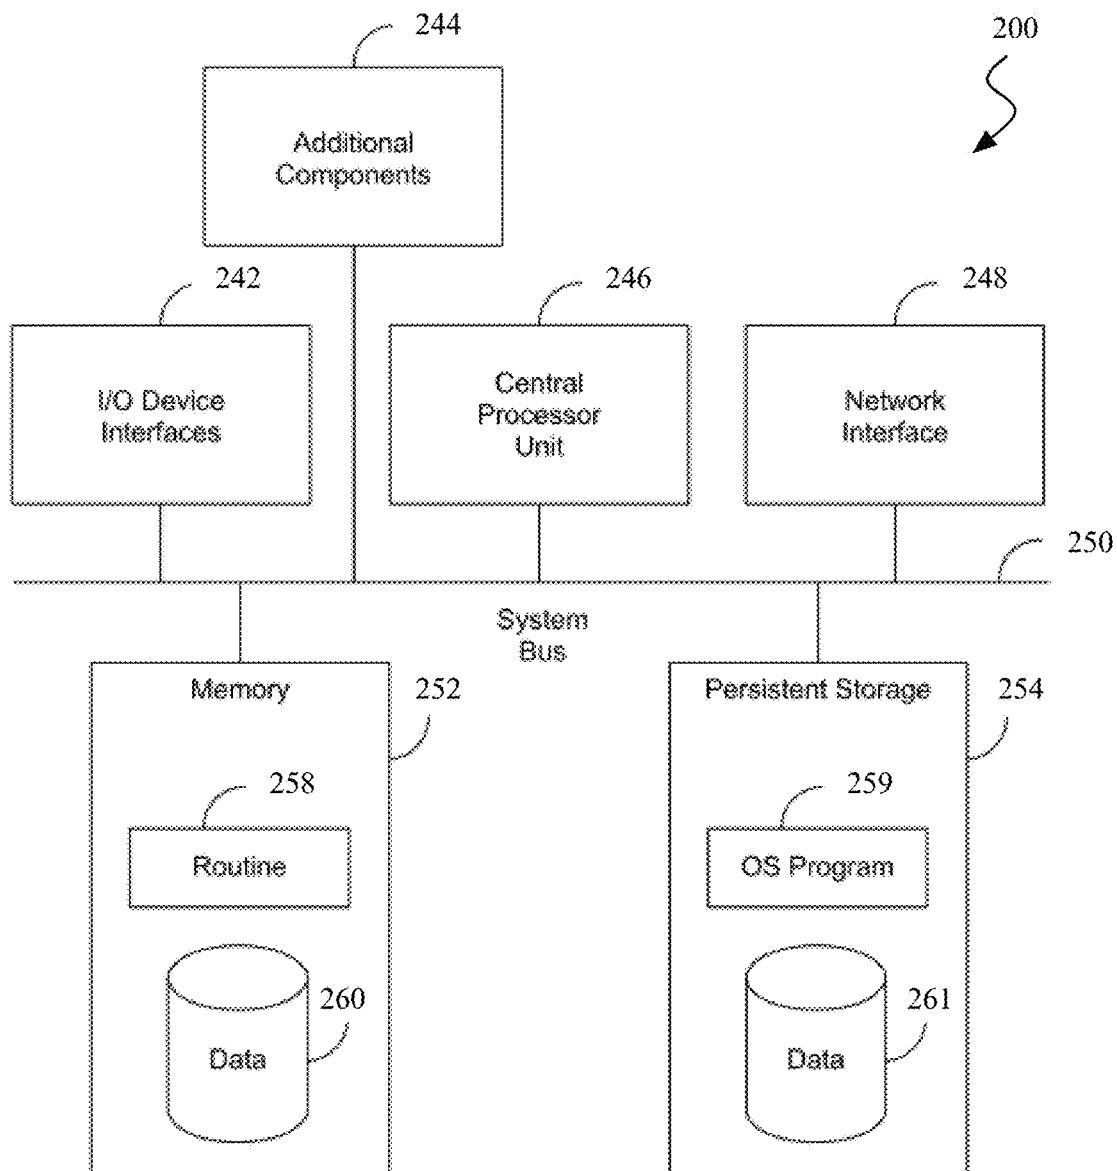 244
200
Additional
Components
242
246
248
I/O Device
Interfaces
Central
Processor
Unit
Network
Interface
250
System
Bus
Memory
252
Persistent Storage
254
258
Routine
259
OS Program
260
Data
261
Data